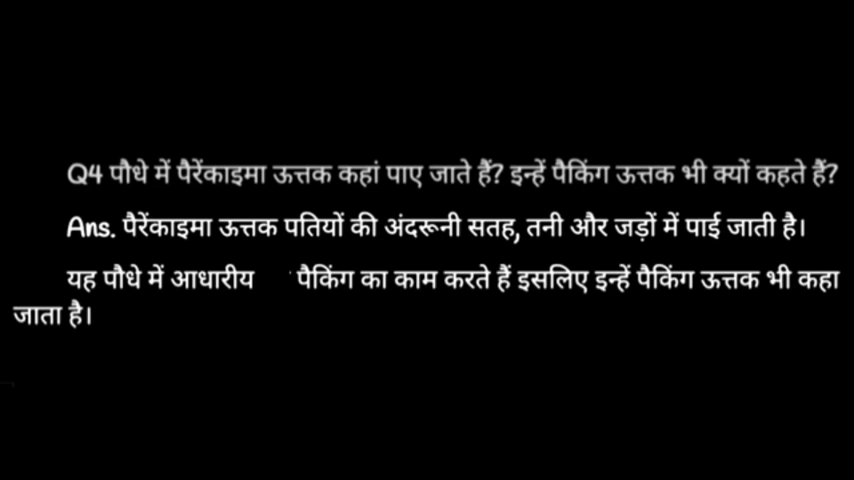 Q4 पौधे में पैरेंकाइमा ऊत्तक कहां पाए जाते हैं? इन्हें पैकिंग ऊत्तक भी क्यों कहते हैं?
Ans. पैरेंकाइमा ऊत्तक पतियों की अंदरूनी सतह, तनी और जड़ों में पाई जाती है।
यह पौधे में आधारीय पैकिंग का काम करते हैं इसलिए इन्हें पैकिंग ऊत्तक भी कहा
जाता है।